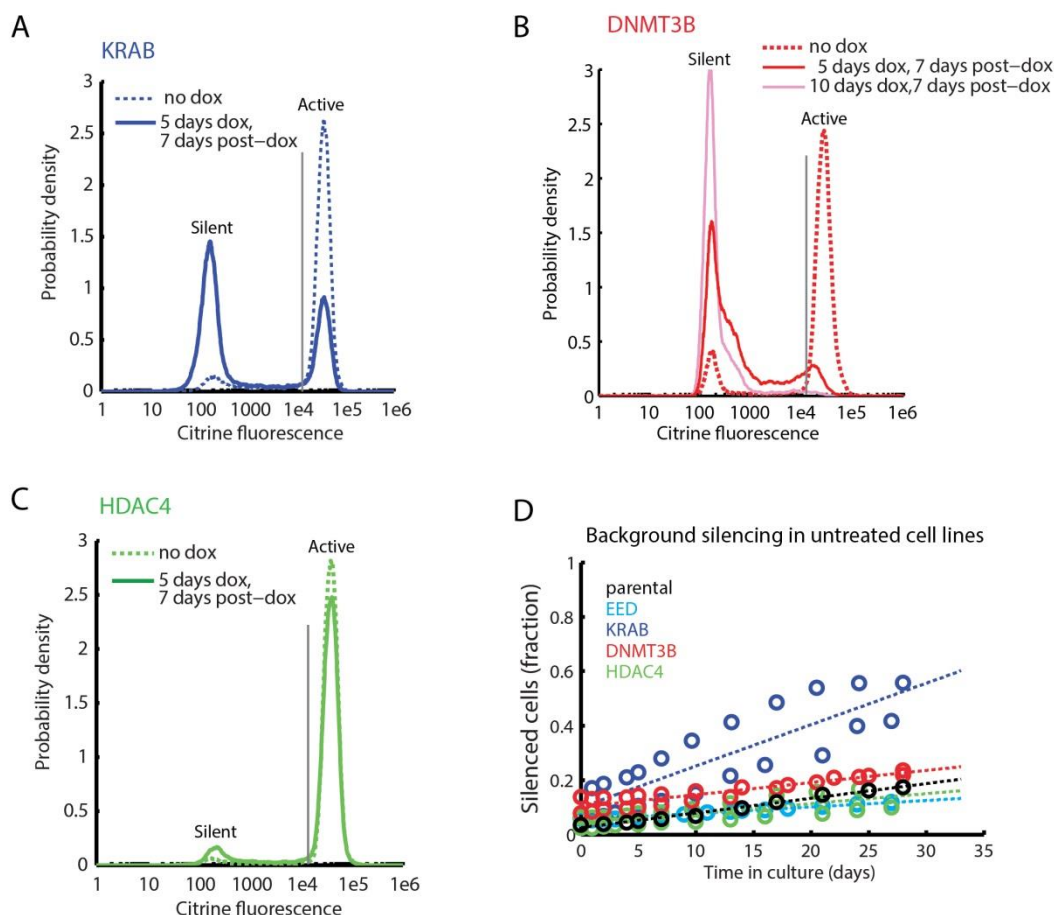 A
KRAB
no dox
5 days dox,
7 days post-dox
Active
Silent
3
2.5
2
1.5
1
0.5
0
Probability density
1 10 100 1000 1e4 1e5 1e6
Citrine fluorescence
B
DNMT3B
no dox
5 days dox, 7 days post-dox
10 days dox,7 days post-dox
Silent
Active
3
2.5
2
1.5
1
0.5
0
Probability density
1 10 100 1000 1e4 1e5 1e6
Citrine fluorescence
C
HDAC4
no dox
5 days dox,
7 days post-dox
Active
Silent
3
2.5
2
1.5
1
0.5
0
Probability density
1 10 100 1000 1e4 1e5 1e6
Citrine fluorescence
D
Background silencing in untreated cell lines
parental
EED
KRAB
DNMT3B
HDAC4
1
0.8
0.6
0.4
0.2
0
Silenced cells (fraction)
0 5 10 15 20 25 30 35
Time in culture (days)